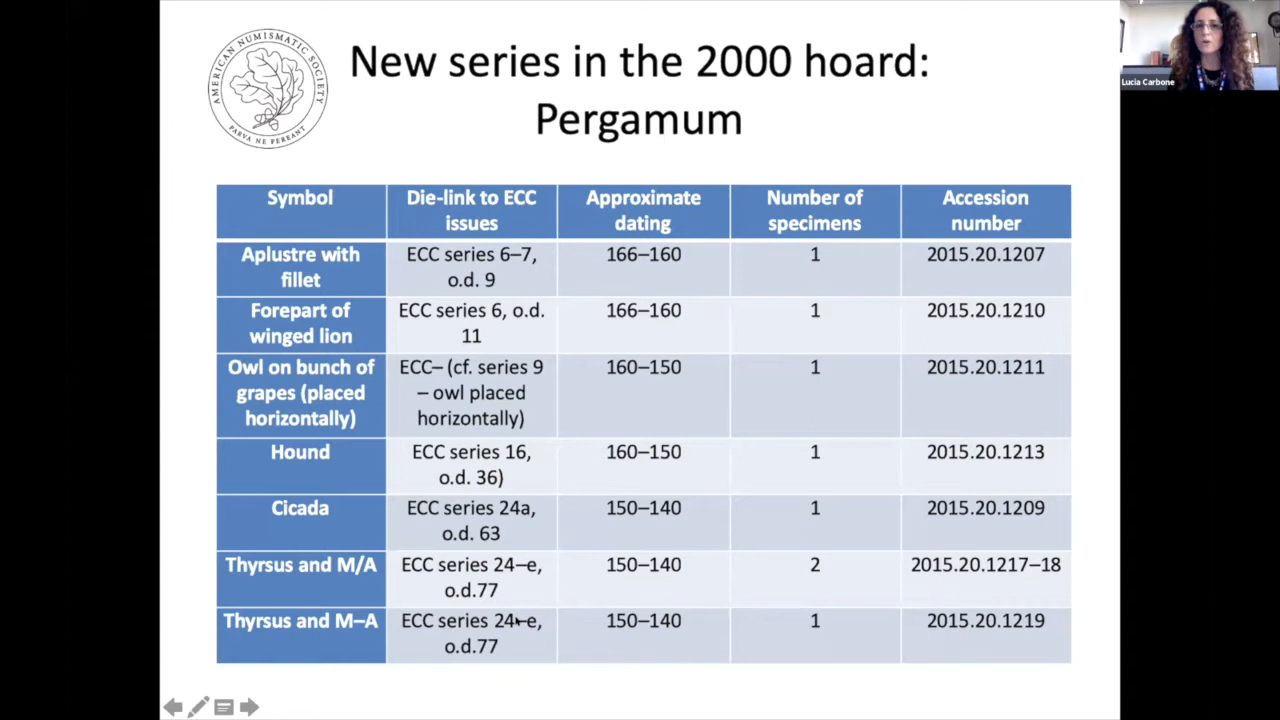 AMERICAN NUMISMATIC SOCIETY
PARVA NE PEREANT
New series in the 2000 hoard:
Pergamum
Lucia Carbone
Symbol
Die-link to ECC
issues
Approximate
dating
Number of
specimens
Accession
number
Aplustre with
fillet
ECC series 6–7,
o.d. 9
166–160
1
2015.20.1207
Forepart of
winged lion
ECC series 6, o.d.
11
166–160
1
2015.20.1210
Owl on bunch of
grapes (placed
horizontally)
ECC– (cf. series 9
– owl placed
horizontally)
160–150
1
2015.20.1211
Hound
ECC series 16,
o.d. 36)
160–150
1
2015.20.1213
Cicada
ECC series 24a,
o.d. 63
150–140
1
2015.20.1209
Thyrsus and M/A
ECC series 24–e,
o.d.77
150–140
2
2015.20.1217–18
Thyrsus and M–A
ECC series 24–e,
o.d.77
150–140
1
2015.20.1219